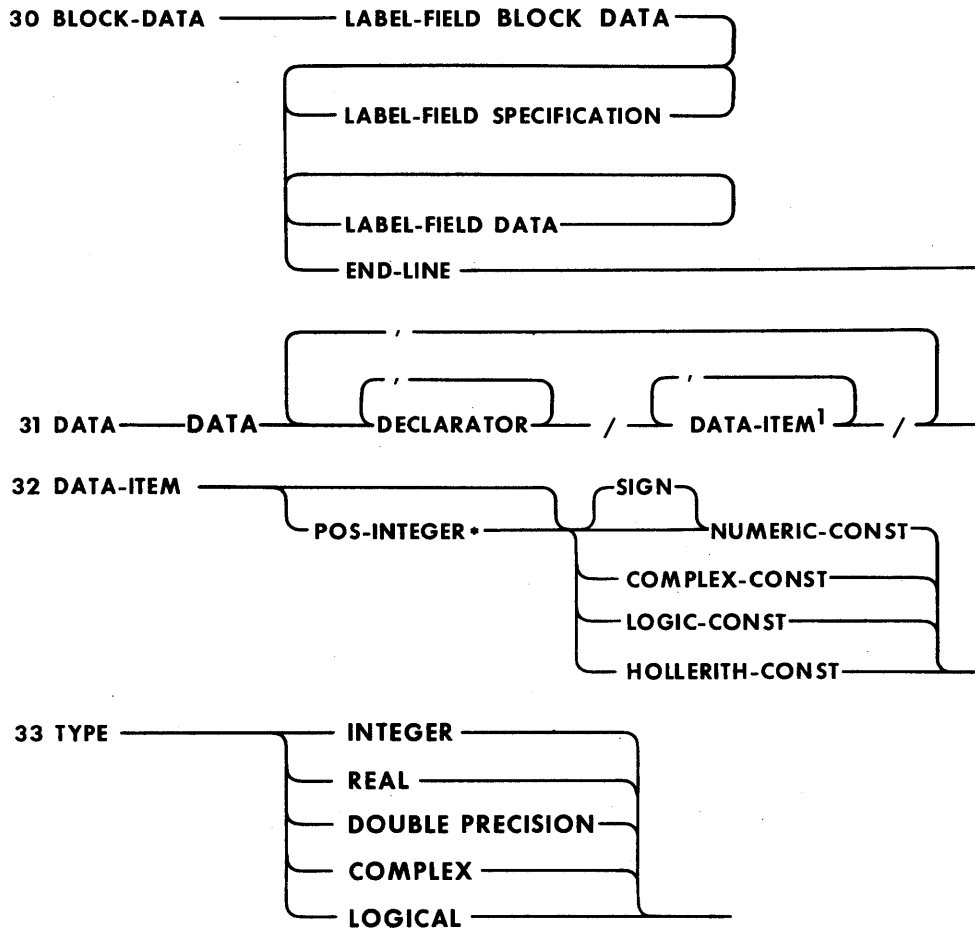 30 BLOCK-DATA LABEL-FIELD BLOCK DATA
LABEL-FIELD SPECIFICATION
LABEL-FIELD DATA
END-LINE
,
, ,
31 DATA DATA DECLARATOR / DATA-ITEM¹ /
32 DATA-ITEM SIGN
POS-INTEGER* NUMERIC-CONST
COMPLEX-CONST
LOGIC-CONST
HOLLERITH-CONST
33 TYPE INTEGER
REAL
DOUBLE PRECISION
COMPLEX
LOGICAL